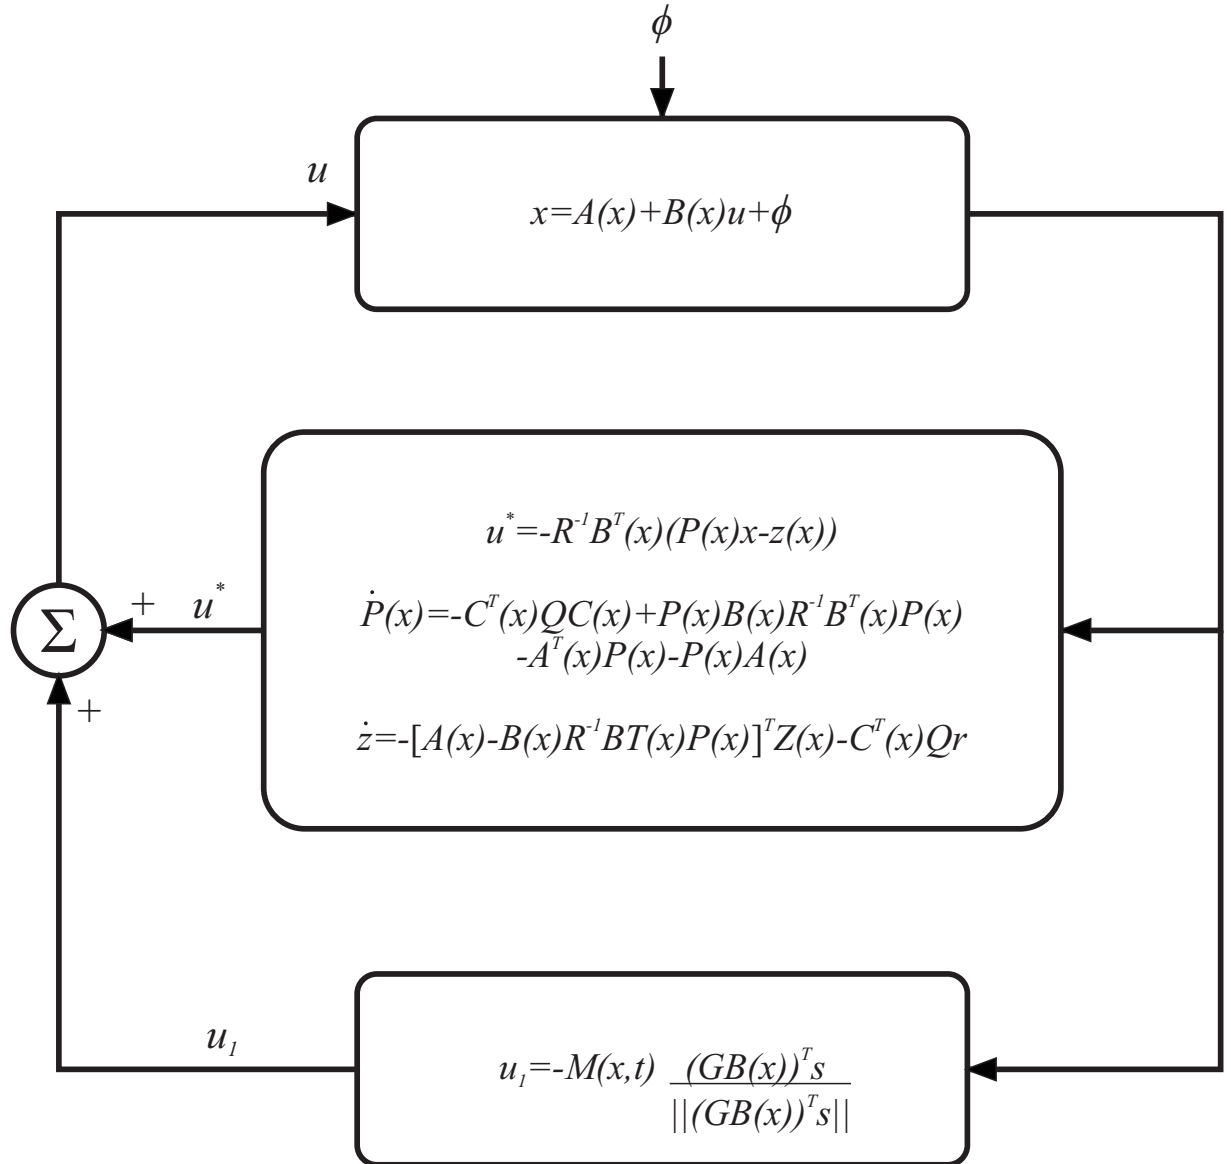 ϕ
u
x=A(x)+B(x)u+ϕ
u*=-R⁻¹Bᵀ(x)(P(x)x-z(x))
+ u*
Σ
Ṗ(x)=-Cᵀ(x)QC(x)+P(x)B(x)R⁻¹Bᵀ(x)P(x)
-Aᵀ(x)P(x)-P(x)A(x)
+
ż=-[A(x)-B(x)R⁻¹BT(x)P(x)]ᵀZ(x)-Cᵀ(x)Qr
u₁
u₁=-M(x,t) (GB(x))ᵀs
||(GB(x))ᵀs||